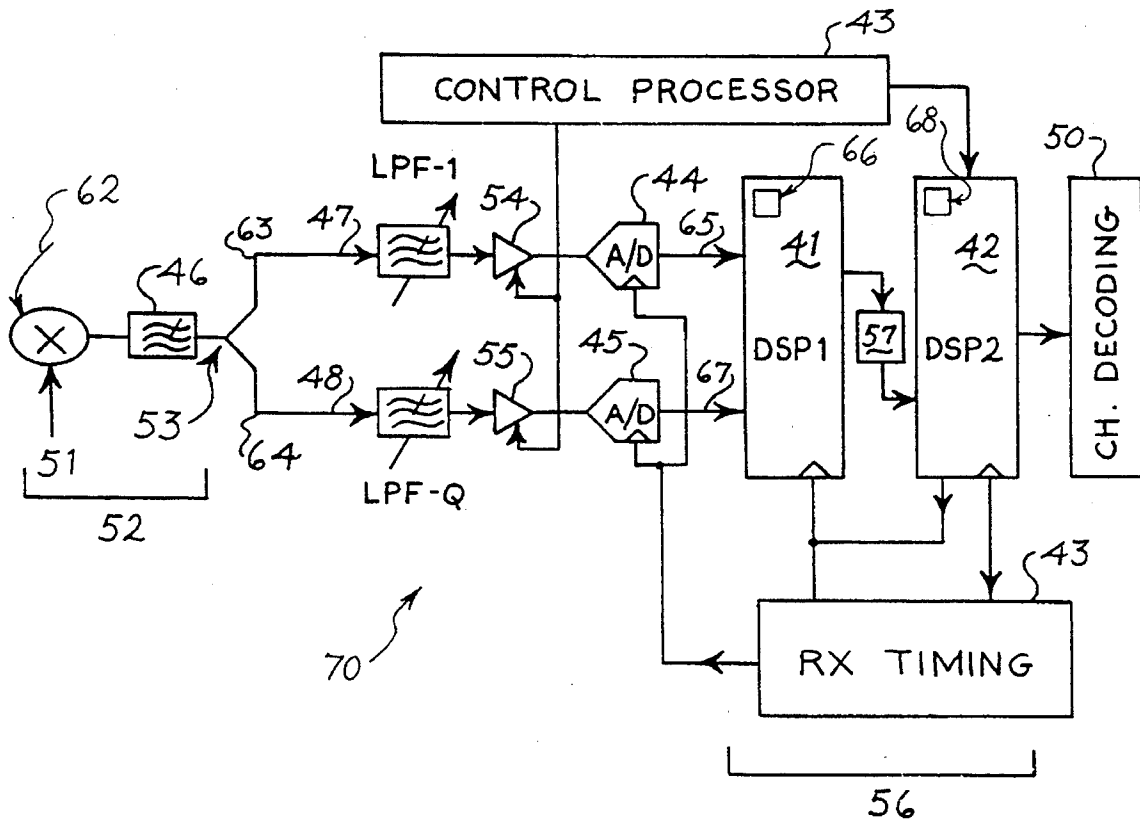 43
CONTROL PROCESSOR
62
63
47
LPF-1
54
44
A/D
65
66
41
DSP1
68
42
DSP2
50
CH. DECODING
46
X
57
51
53
64
48
LPF-Q
55
45
A/D
67
52
43
RX TIMING
70
56